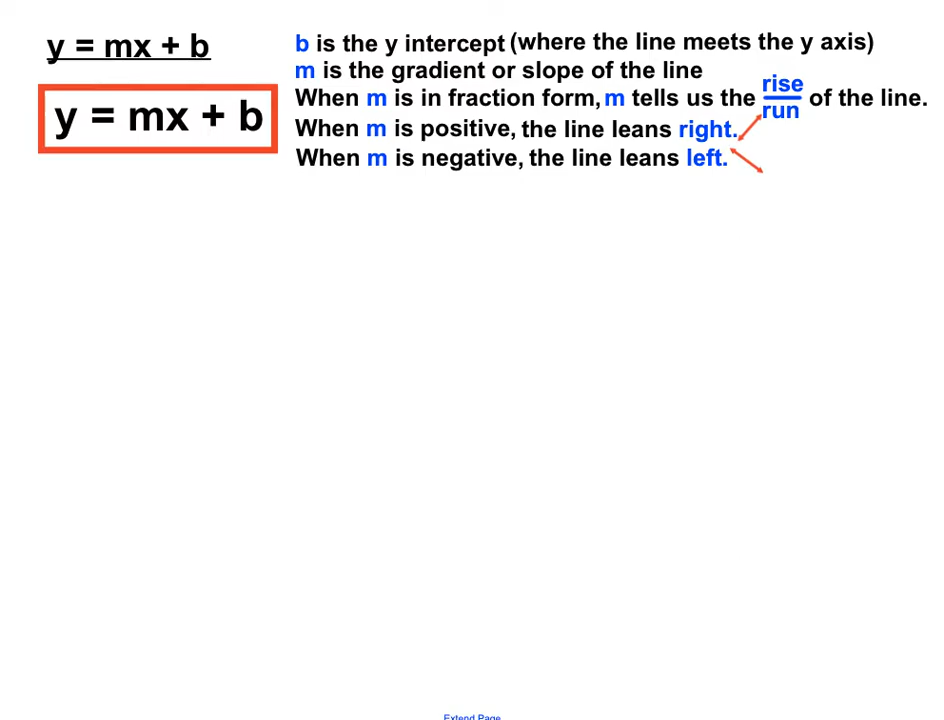 y = mx + b
y = mx + b
b is the y intercept (where the line meets the y axis)
m is the gradient or slope of the line
When m is in fraction form, m tells us the rise/run of the line.
When m is positive, the line leans right.
When m is negative, the line leans left.
Extend Page